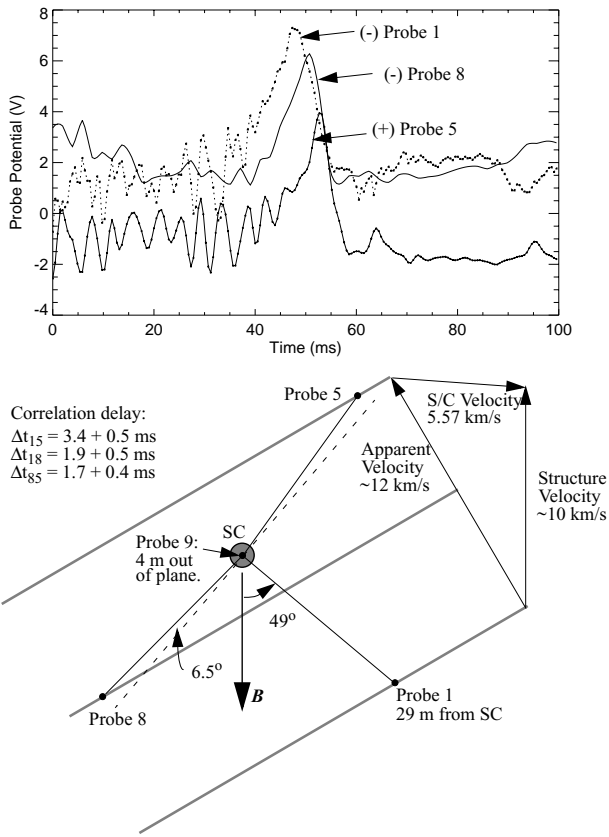 8
6
4
2
0
-2
-4
Probe Potential (V)
(-) Probe 1
(-) Probe 8
(+) Probe 5
0 20 40 60 80 100
Time (ms)
Correlation delay:
Δt15 = 3.4 + 0.5 ms
Δt18 = 1.9 + 0.5 ms
Δt85 = 1.7 + 0.4 ms
Probe 5
S/C Velocity
5.57 km/s
Apparent
Velocity
~12 km/s
Structure
Velocity
~10 km/s
SC
Probe 9:
4 m out
of plane.
49o
6.5o
B
Probe 8
Probe 1
29 m from SC